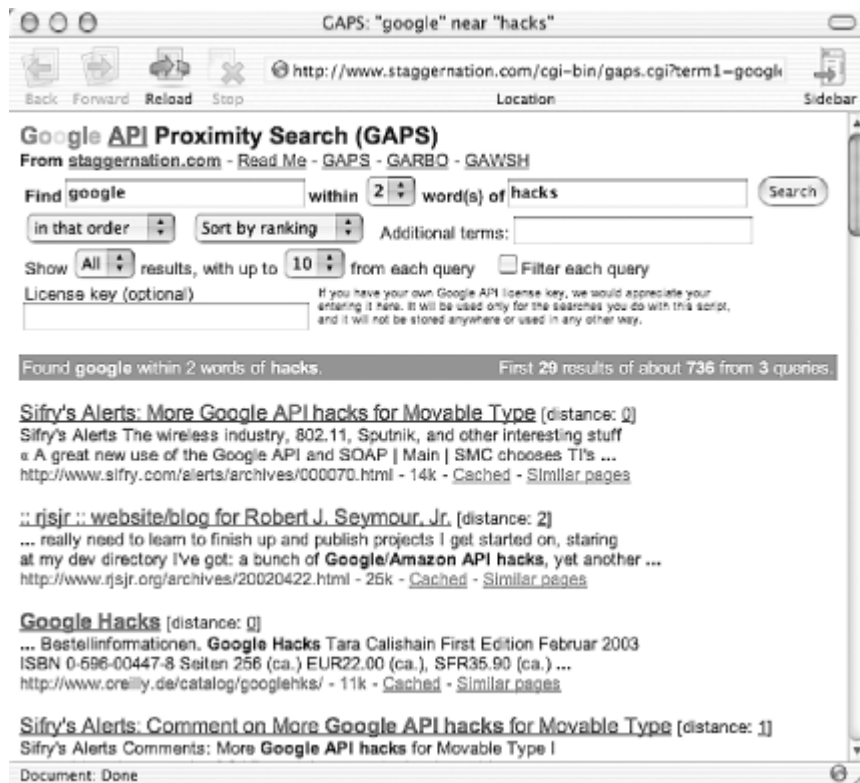 GAPS: "google" near "hacks"
http://www.staggernation.com/cgi-bin/gaps.cgi?term1=googl
Back Forward Reload Stop Location Sidebar
Google API Proximity Search (GAPS)
From staggernation.com - Read Me - GAPS - GARBO - GAWSH
Find google within 2 word(s) of hacks Search
in that order Sort by ranking Additional terms:
Show All results, with up to 10 from each query Filter each query
License key (optional)
If you have your own Google API license key, we would appreciate your
entering it here. It will be used only for the searches you do with this script,
and it will not be stored anywhere or used in any other way.
Found google within 2 words of hacks. First 29 results of about 736 from 3 queries.
Sifry's Alerts: More Google API hacks for Movable Type [distance: 0]
Sifry's Alerts The wireless industry, 802.11, Sputnik, and other interesting stuff
« A great new use of the Google API and SOAP | Main | SMC chooses TI's ...
http://www.sifry.com/alerts/archives/000070.html - 14k - Cached - Similar pages
:: rjsjr :: website/blog for Robert J. Seymour, Jr. [distance: 2]
... really need to learn to finish up and publish projects I get started on, staring
at my dev directory I've got: a bunch of Google/Amazon API hacks, yet another ...
http://www.rjsjr.org/archives/20020422.html - 26k - Cached - Similar pages
Google Hacks [distance: 0]
... Bestellinformationen. Google Hacks Tara Calishain First Edition Februar 2003
ISBN 0-596-00447-8 Seiten 256 (ca.) EUR22.00 (ca.), SFR35.90 (ca.) ...
http://www.oreilly.de/catalog/googlehks/ - 11k - Cached - Similar pages
Sifry's Alerts: Comment on More Google API hacks for Movable Type [distance: 1]
Sifry's Alerts Comments: More Google API hacks for Movable Type I
Document: Done